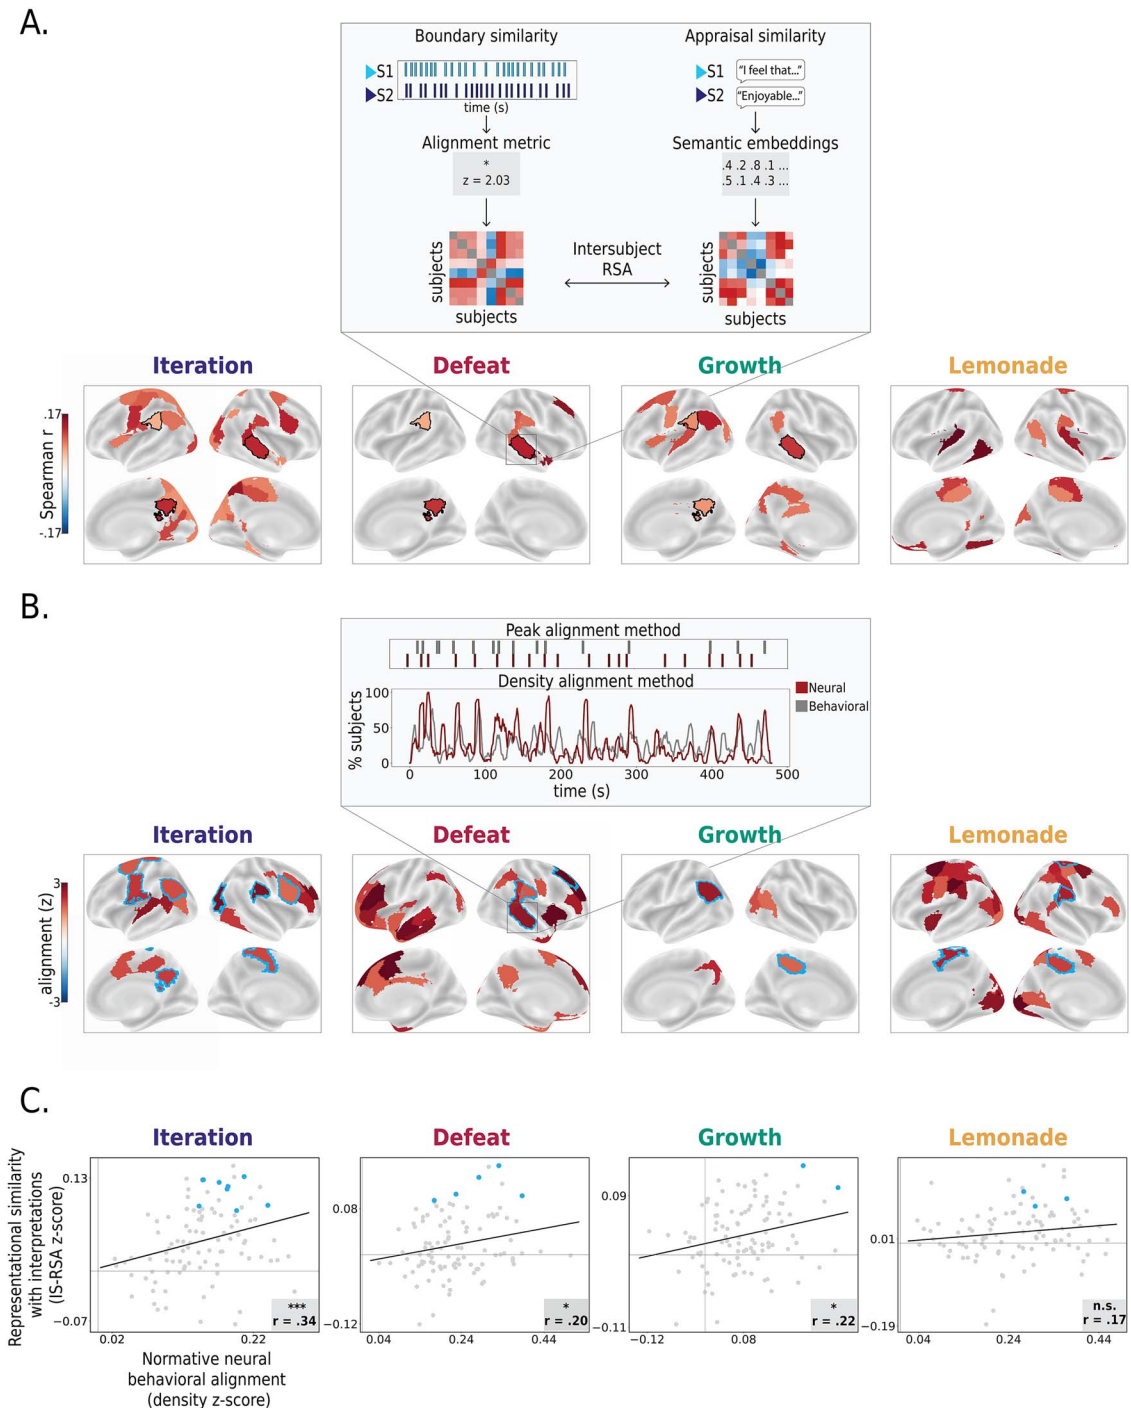 A.
Boundary similarity
Appraisal similarity
S1
S2
time (s)
S1
"I feel that..."
S2
"Enjoyable..."
Alignment metric
Semantic embeddings
*
z = 2.03
.4 .2 .8 .1 ...
.5 .1 .4 .3 ...
subjects
subjects
Intersubject
RSA
subjects
subjects
Iteration
Defeat
Growth
Lemonade
.17
Spearman r
-.17
B.
Peak alignment method
Density alignment method
Neural
Behavioral
% subjects
100
50
0
0 100 200 300 400 500
time (s)
Iteration
Defeat
Growth
Lemonade
3
alignment (z)
-3
C.
Iteration
Defeat
Growth
Lemonade
Representational similarity
with interpretations
(IS-RSA z-score)
0.13
−0.07
***
r = .34
0.02 0.22
0.08
−0.12
*
r = .20
0.04 0.24 0.44
0.09
−0.11
*
r = .22
−0.12 0.08
0.01
−0.19
n.s.
r = .17
0.04 0.24 0.44
Normative neural
behavioral alignment
(density z-score)